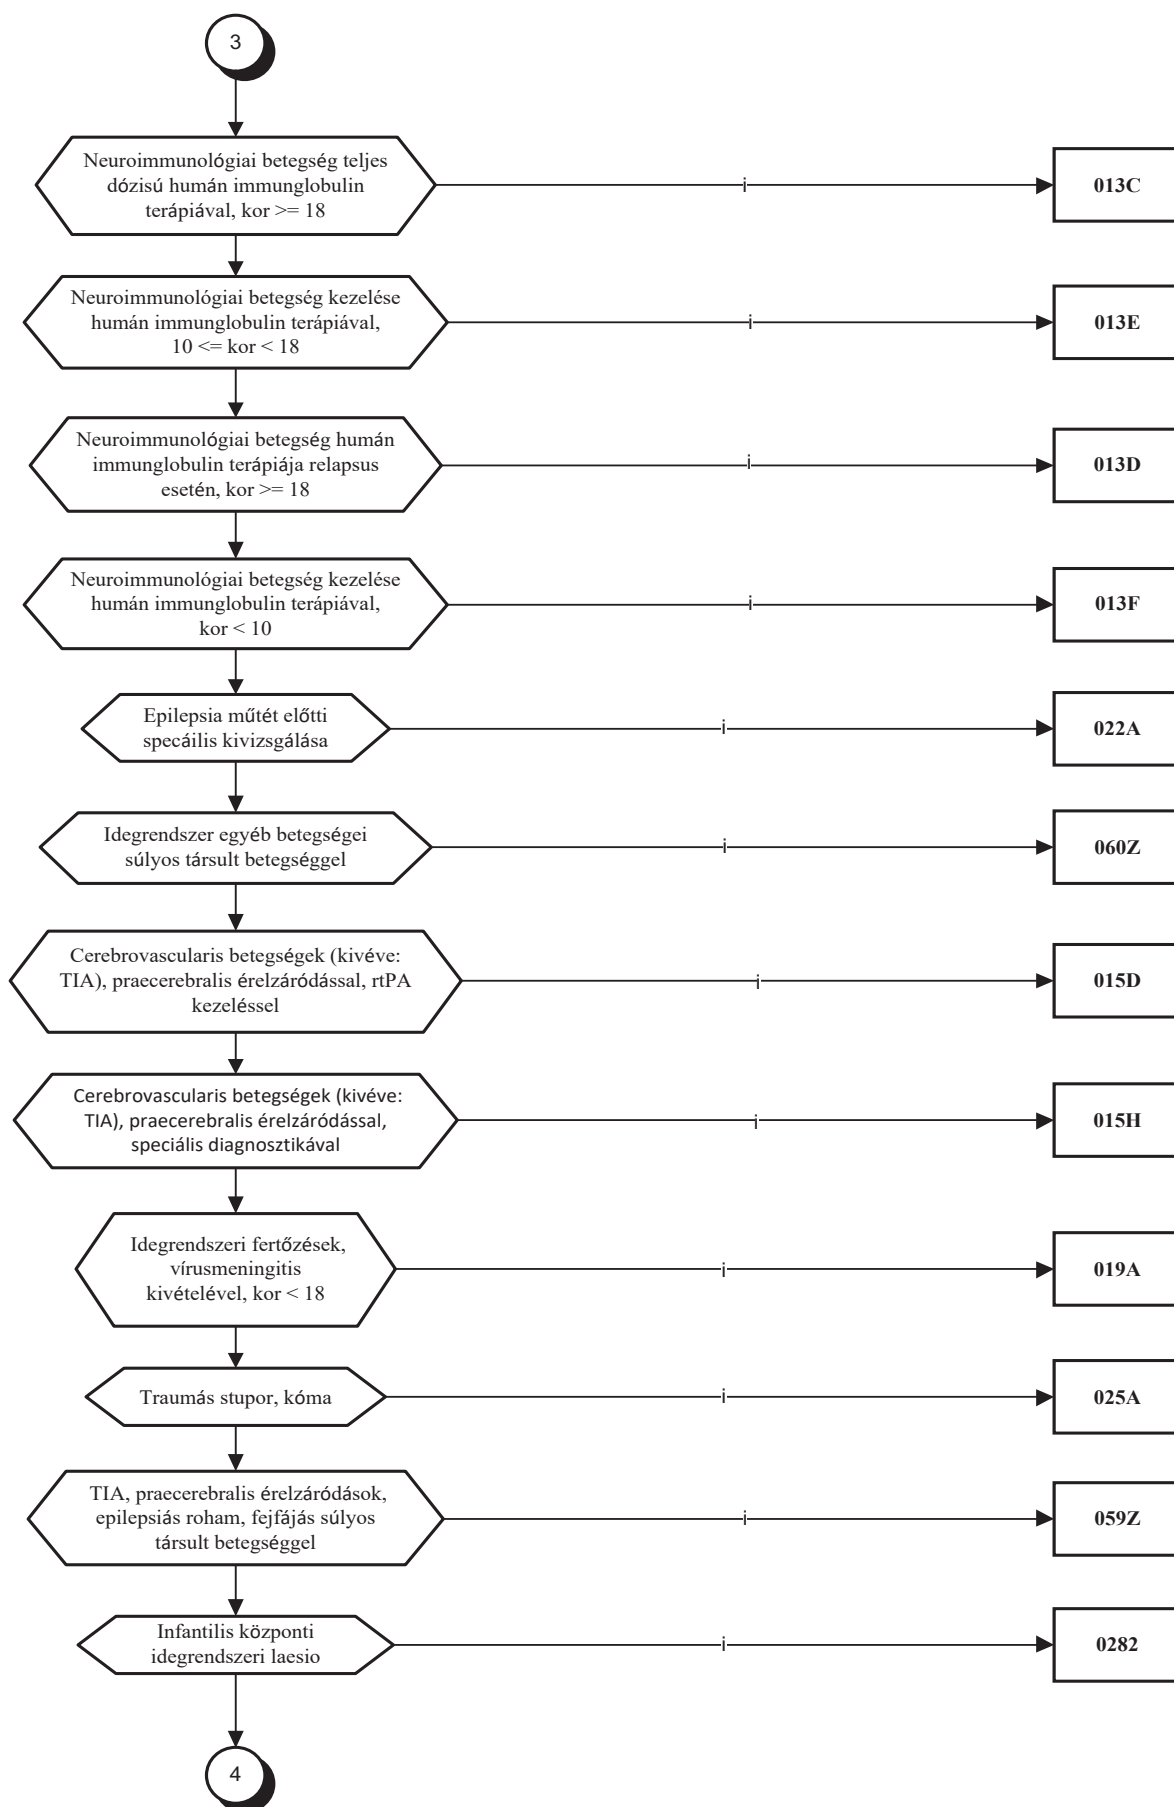 3
Neuroimmunológiai betegség teljes
dózisú humán immunglobulin
terápiával, kor >= 18
i
013C
Neuroimmunológiai betegség kezelése
humán immunglobulin terápiával,
10 <= kor < 18
i
013E
Neuroimmunológiai betegség humán
immunglobulin terápiája relapsus
esetén, kor >= 18
i
013D
Neuroimmunológiai betegség kezelése
humán immunglobulin terápiával,
kor < 10
i
013F
Epilepsia műtét előtti
specáilis kivizsgálása
i
022A
Idegrendszer egyéb betegségei
súlyos társult betegséggel
i
060Z
Cerebrovascularis betegségek (kivéve:
TIA), praecerebralis érelzáródással, rtPA
kezeléssel
i
015D
Cerebrovascularis betegségek (kivéve:
TIA), praecerebralis érelzáródással,
speciális diagnosztikával
i
015H
Idegrendszeri fertőzések,
vírusmeningitis
kivételével, kor < 18
i
019A
Traumás stupor, kóma
i
025A
TIA, praecerebralis érelzáródások,
epilepsiás roham, fejfájás súlyos
társult betegséggel
i
059Z
Infantilis központi
idegrendszeri laesio
i
0282
4